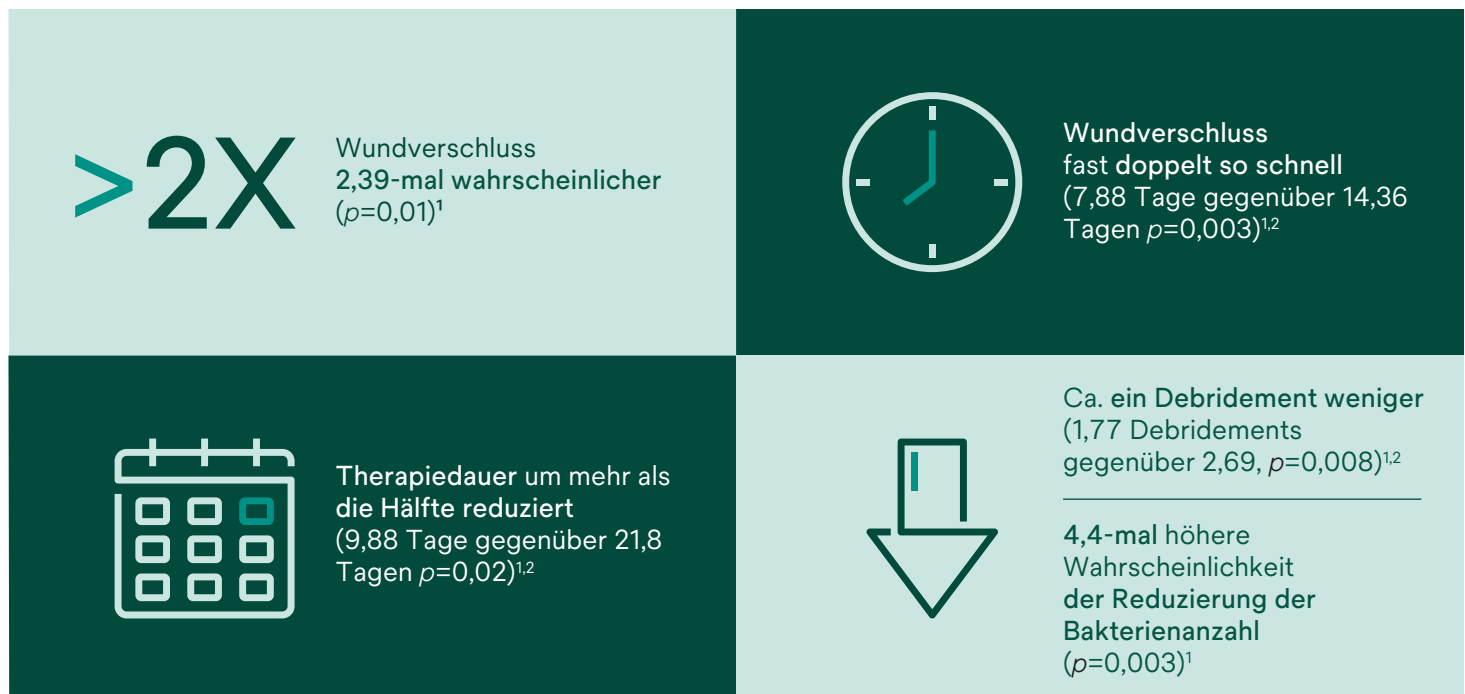 >2X
Wundverschluss
2,39-mal wahrscheinlicher
(p=0,01)¹
Wundverschluss
fast doppelt so schnell
(7,88 Tage gegenüber 14,36
Tagen p=0,003)¹,²
Therapiedauer um mehr als
die Hälfte reduziert
(9,88 Tage gegenüber 21,8
Tagen p=0,02)¹,²
Ca. ein Debridement weniger
(1,77 Debridements
gegenüber 2,69, p=0,008)¹,²
4,4-mal höhere
Wahrscheinlichkeit
der Reduzierung der
Bakterienanzahl
(p=0,003)¹